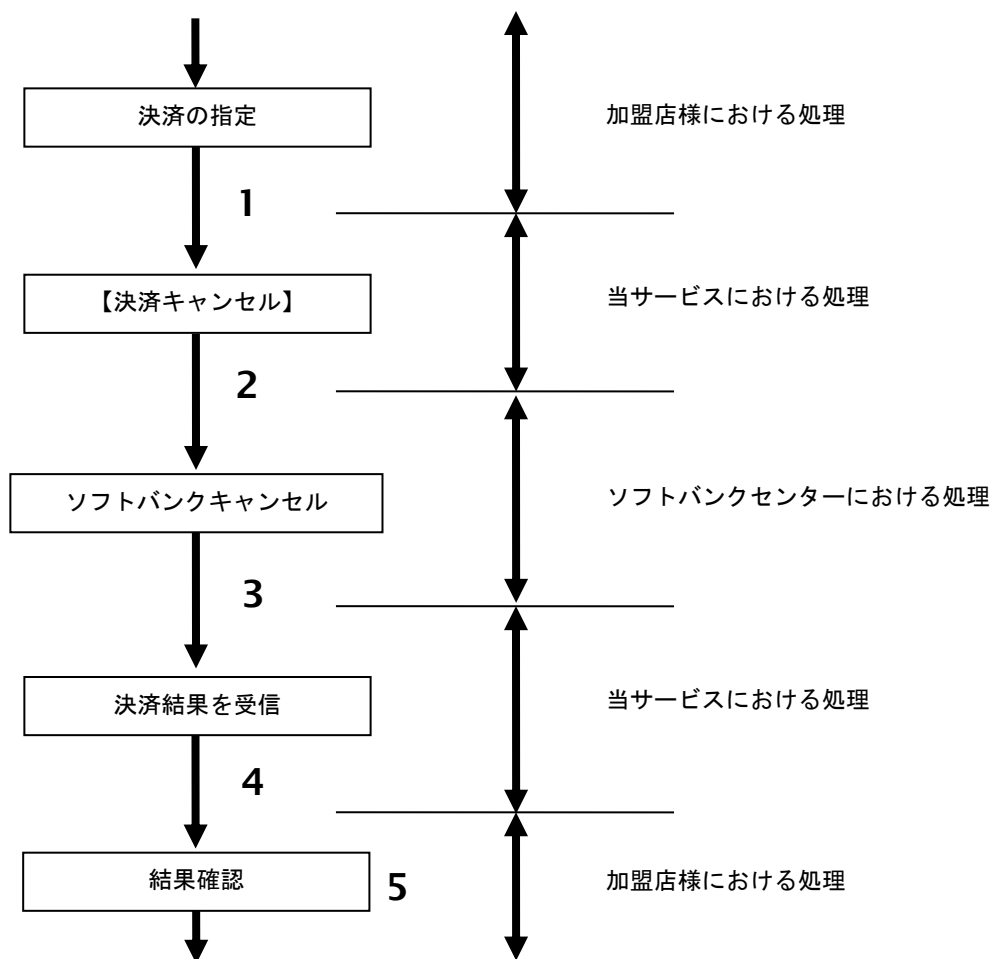 決済の指定
加盟店様における処理
1
【決済キャンセル】
当サービスにおける処理
2
ソフトバンクキャンセル
ソフトバンクセンターにおける処理
3
決済結果を受信
当サービスにおける処理
4
結果確認
5
加盟店様における処理